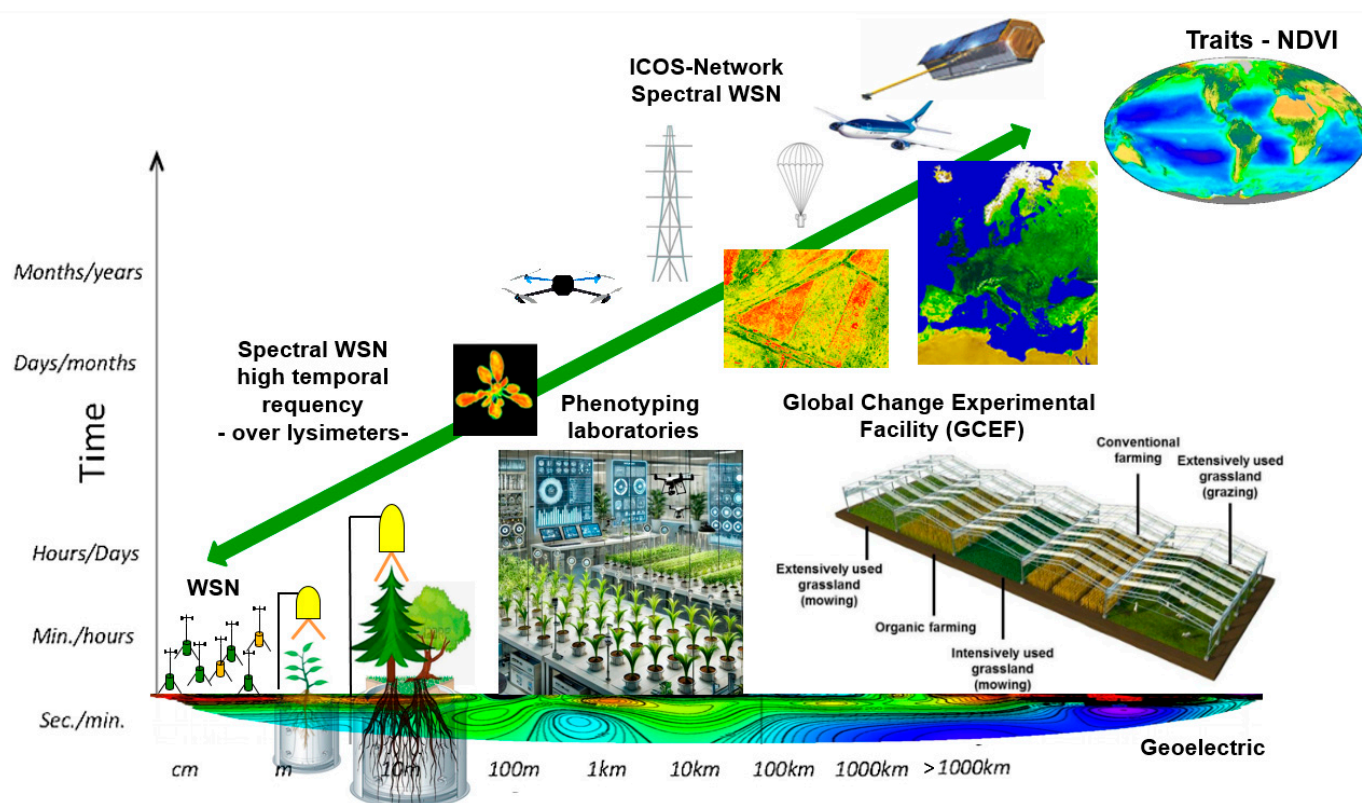 Traits - NDVI
ICOS-Network
Spectral WSN
Months/years
Days/months
Time
Hours/Days
Min./hours
Sec./min.
Spectral WSN
high temporal
requency
- over lysimeters-
Phenotyping
laboratories
Global Change Experimental
Facility (GCEF)
Conventional
farming
Extensively used
grassland
(grazing)
Extensively used
grassland
(mowing)
Organic farming
Intensively used
grassland
(mowing)
WSN
Geoelectric
cm
m
10m
100m
1km
10km
100km
1000km
>1000km